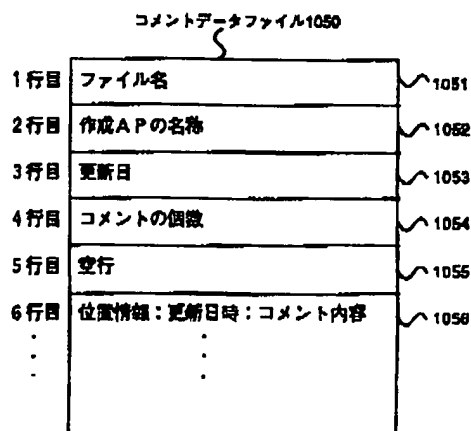 コメントデータファイル1050
1行目 ファイル名 1051
2行目 作成APの名称 1052
3行目 更新日 1053
4行目 コメントの個数 1054
5行目 空行 1055
6行目 位置情報：更新日時：コメント内容 1056